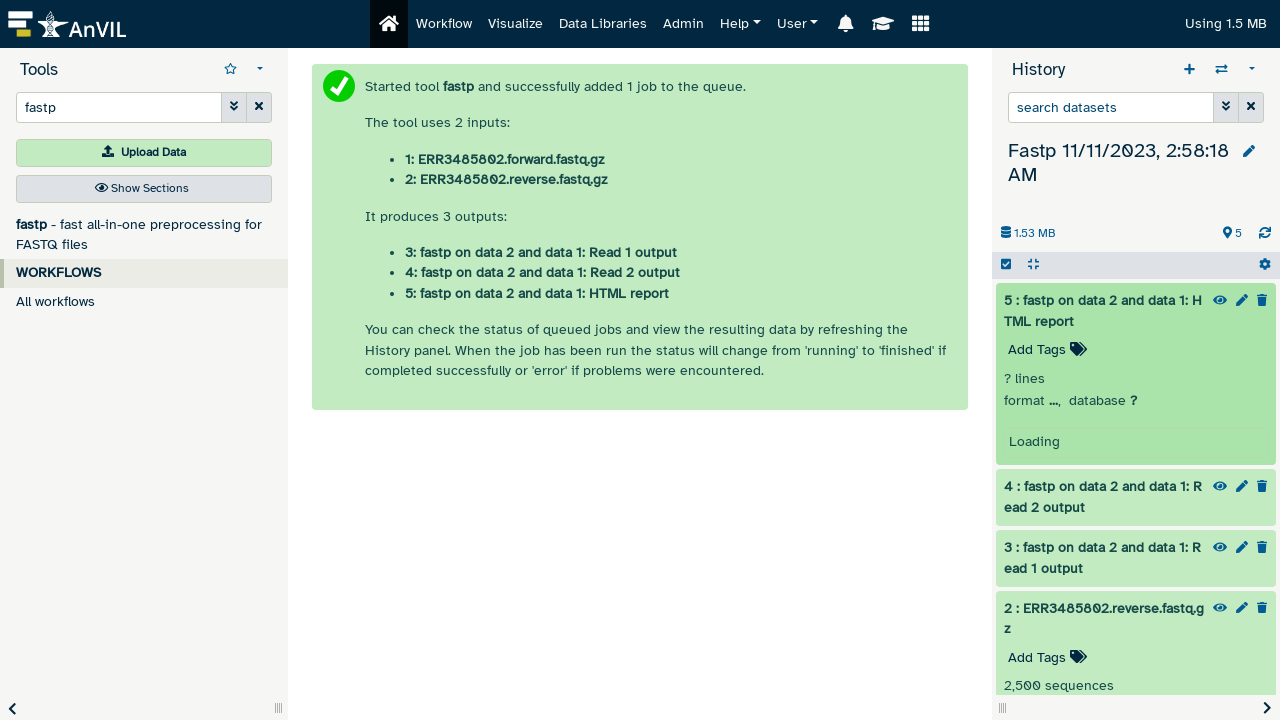 AnVIL
Workflow Visualize Data Libraries Admin Help User
Using 1.5 MB
Tools
fastp
Upload Data
Show Sections
fastp - fast all-in-one preprocessing for
FASTQ files
WORKFLOWS
All workflows
Started tool fastp and successfully added 1 job to the queue.
The tool uses 2 inputs:
1: ERR3485802.forward.fastq.gz
2: ERR3485802.reverse.fastq.gz
It produces 3 outputs:
3: fastp on data 2 and data 1: Read 1 output
4: fastp on data 2 and data 1: Read 2 output
5: fastp on data 2 and data 1: HTML report
You can check the status of queued jobs and view the resulting data by refreshing the
History panel. When the job has been run the status will change from 'running' to 'finished' if
completed successfully or 'error' if problems were encountered.
History
search datasets
Fastp 11/11/2023, 2:58:18
AM
1.53 MB
5
5 : fastp on data 2 and data 1: H
TML report
Add Tags
? lines
format ..., database ?
Loading
4 : fastp on data 2 and data 1: R
ead 2 output
3 : fastp on data 2 and data 1: R
ead 1 output
2 : ERR3485802.reverse.fastq.g
z
Add Tags
2,500 sequences